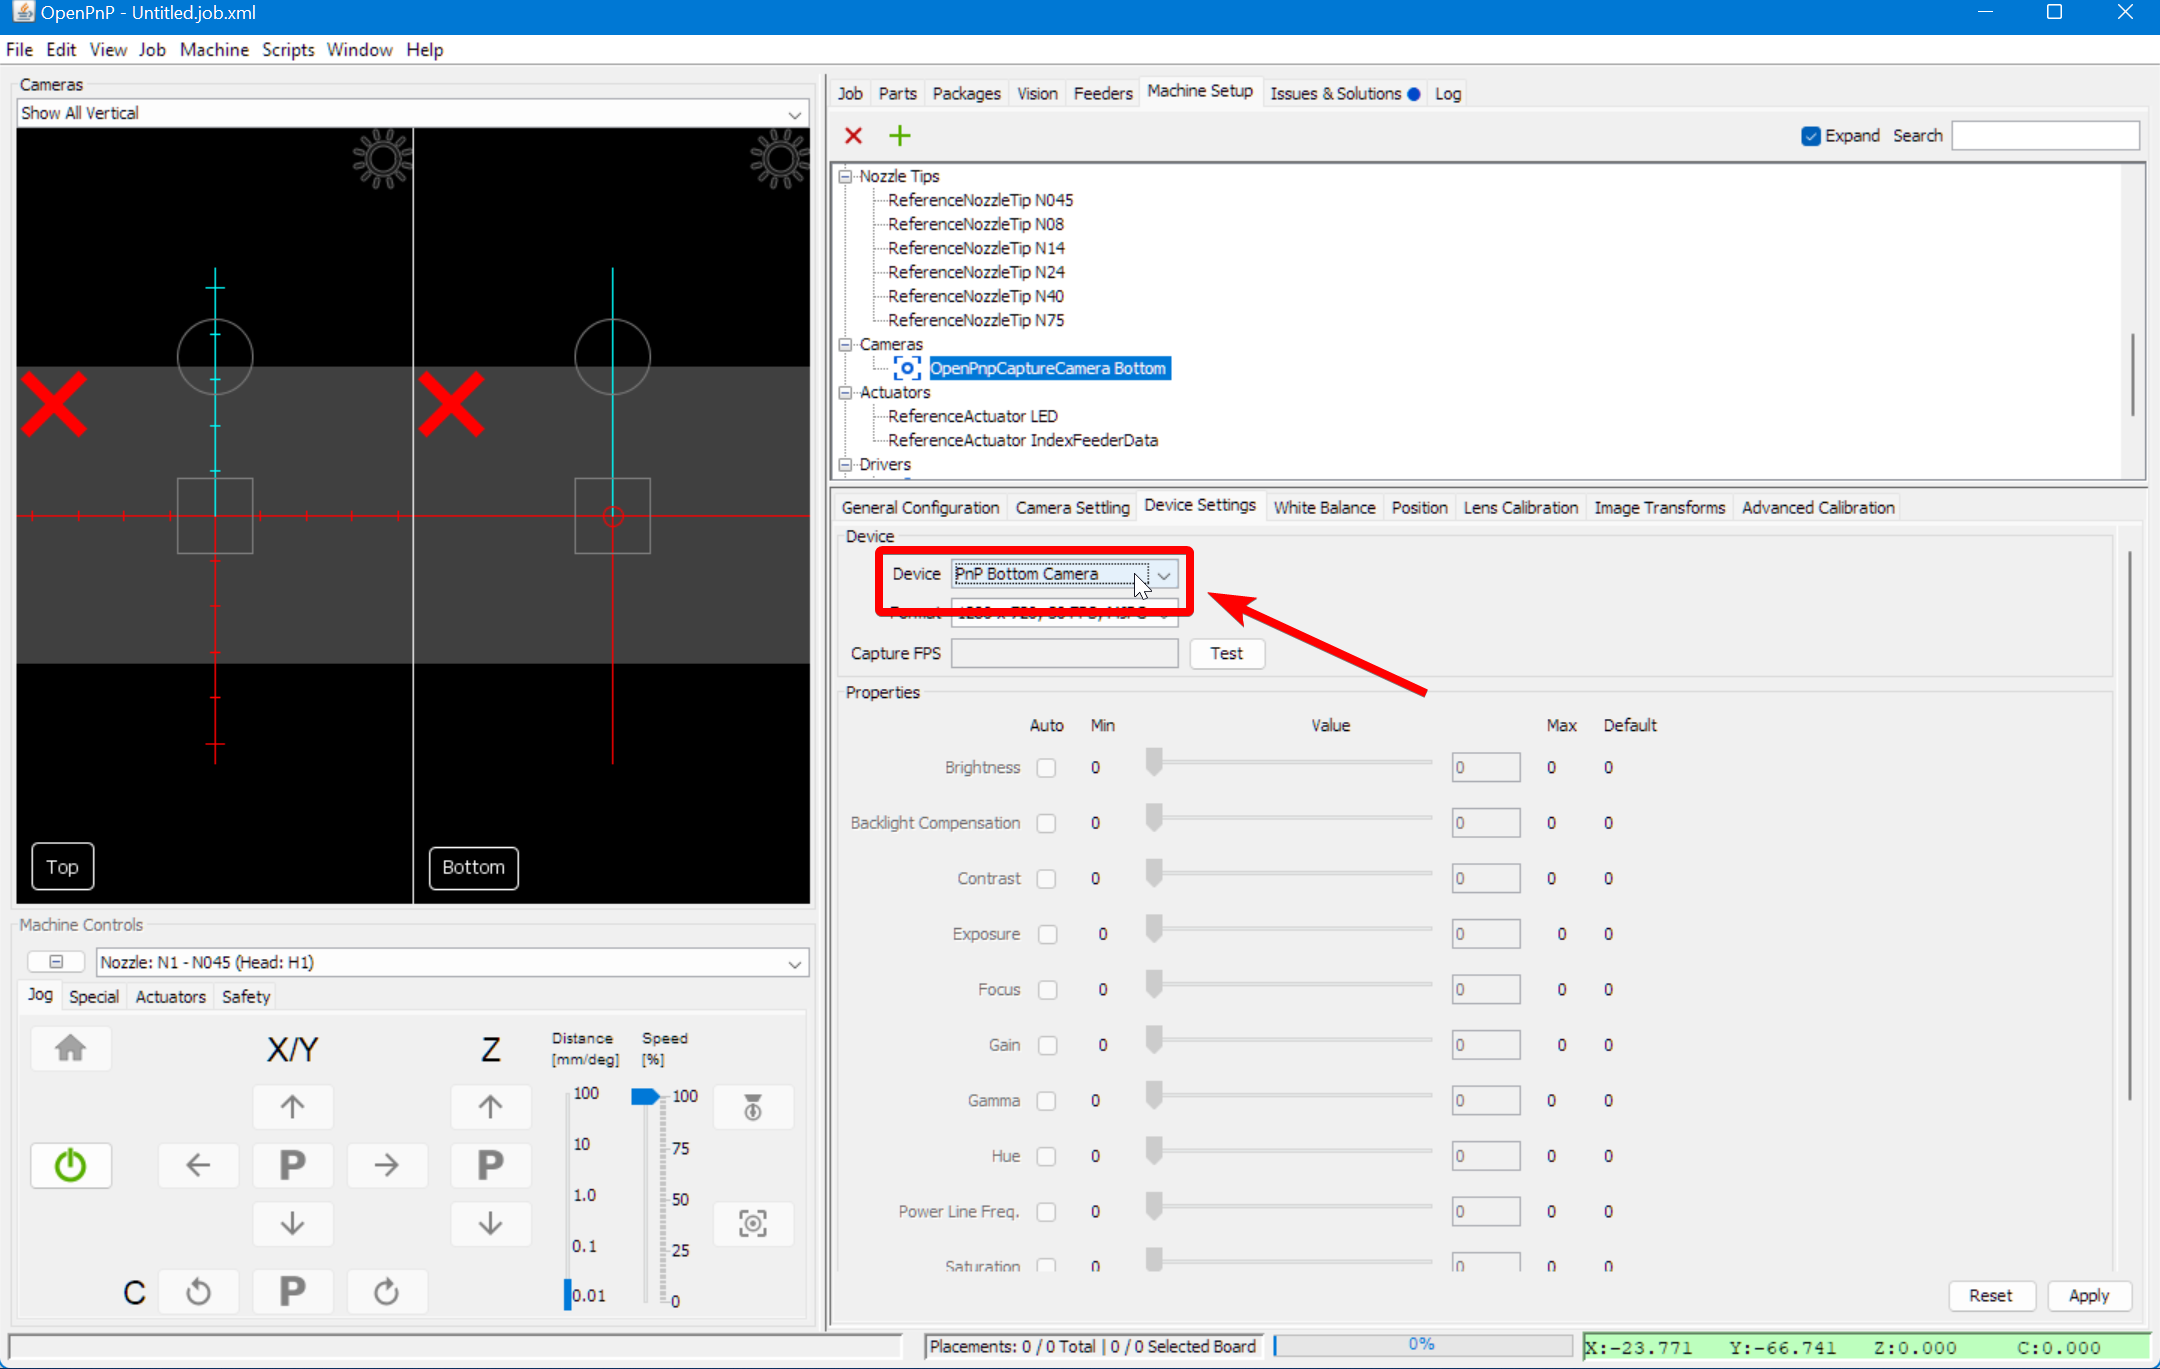 OpenPnP - Untitled.job.xml
File Edit View Job Machine Scripts Window Help
Cameras
Show All Vertical
Top
Bottom
Machine Controls
Nozzle: N1 - N045 (Head: H1)
Jog Special Actuators Safety
X/Y
Z
Distance
[mm/deg]
Speed
[%]
100
10
1.0
0.1
0.01
100
75
50
25
0
P
P
C
P
Job Parts Packages Vision Feeders Machine Setup Issues & Solutions Log
Expand Search
Nozzle Tips
ReferenceNozzleTip N045
ReferenceNozzleTip N08
ReferenceNozzleTip N14
ReferenceNozzleTip N24
ReferenceNozzleTip N40
ReferenceNozzleTip N75
Cameras
OpenPnpCaptureCamera Bottom
Actuators
ReferenceActuator LED
ReferenceActuator IndexFeederData
Drivers
General Configuration Camera Settling Device Settings White Balance Position Lens Calibration Image Transforms Advanced Calibration
Device
Device PnP Bottom Camera
Format
Capture FPS Test
Properties
Auto Min Value Max Default
Brightness 0 0 0 0
Backlight Compensation 0 0 0 0
Contrast 0 0 0 0
Exposure 0 0 0 0
Focus 0 0 0 0
Gain 0 0 0 0
Gamma 0 0 0 0
Hue 0 0 0 0
Power Line Freq. 0 0 0 0
Saturation 0 0 0 0
Reset Apply
Placements: 0 / 0 Total | 0 / 0 Selected Board
0%
X:-23.771 Y:-66.741 Z:0.000 C:0.000